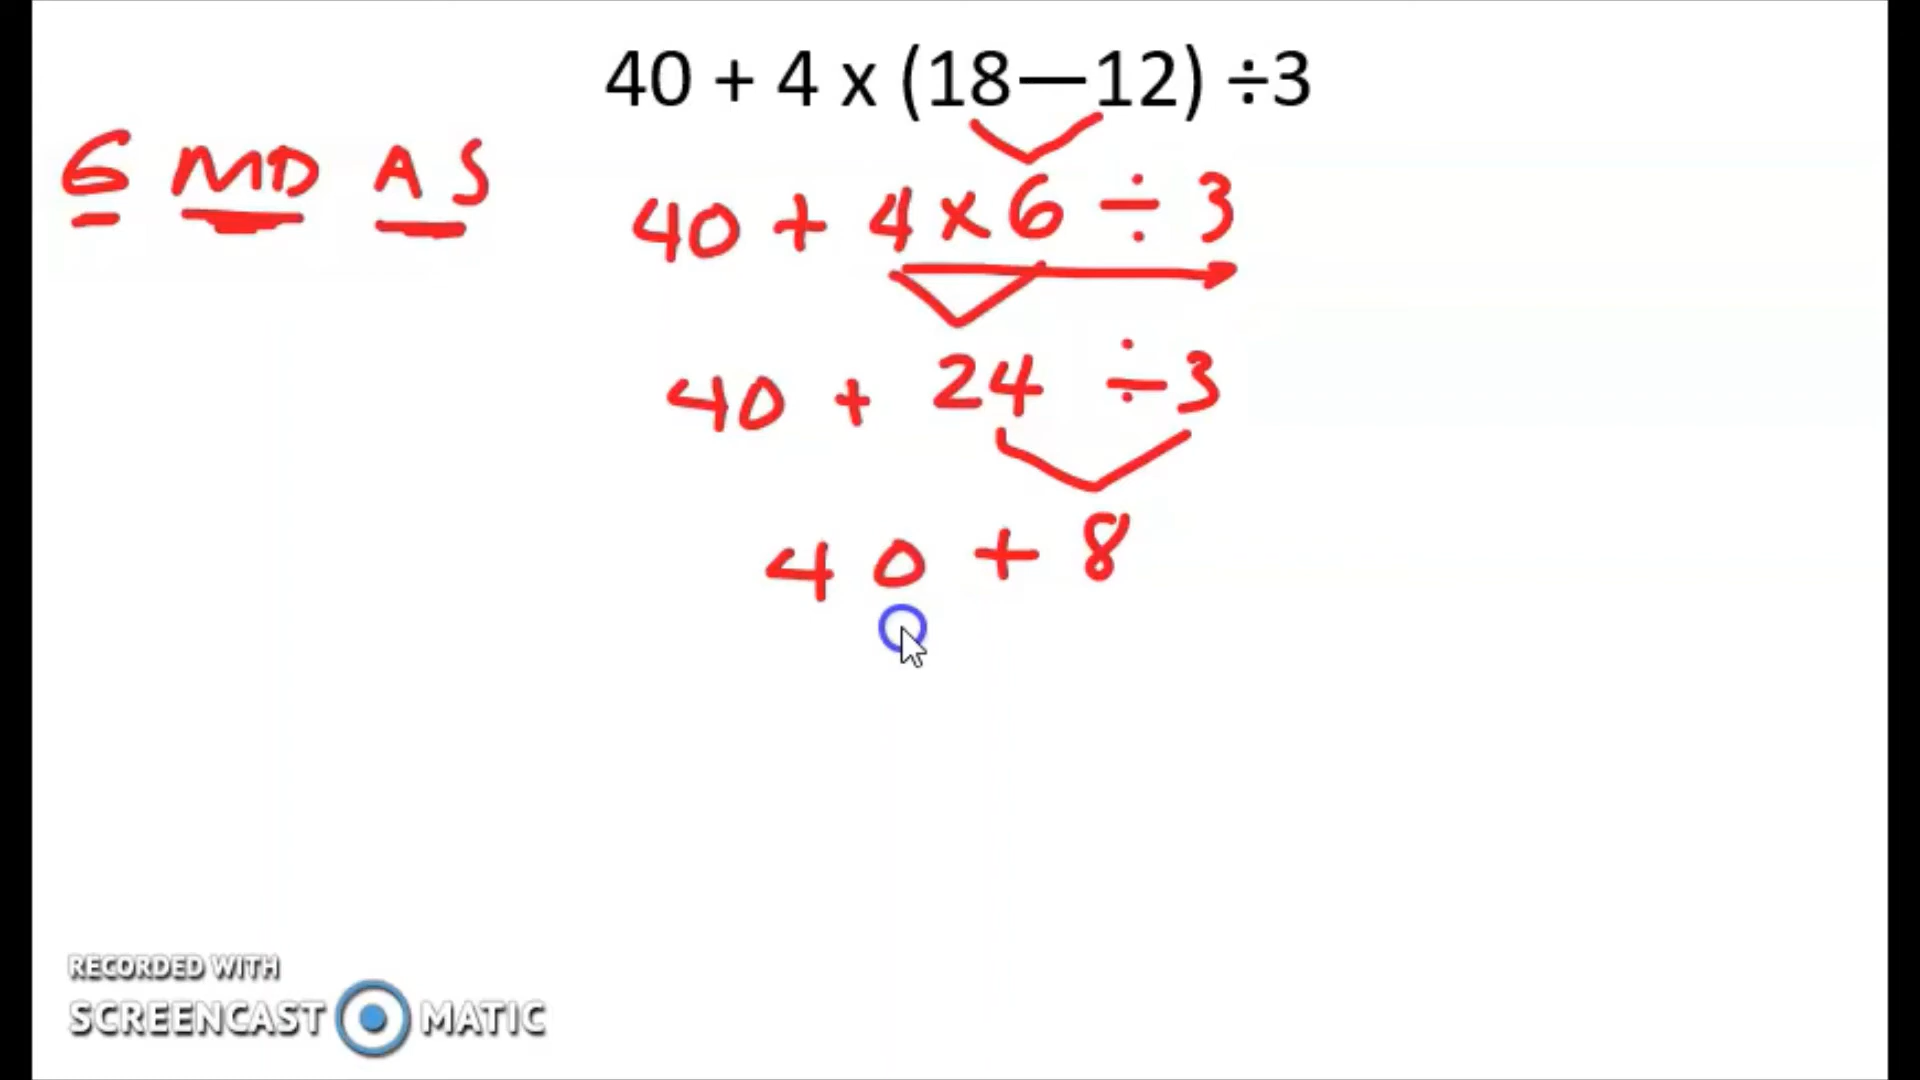 40 + 4 x (18—12) ÷3
G MD A S
40 + 4 x 6 ÷ 3
40 + 24 ÷3
40 + 8
RECORDED WITH
SCREENCAST MATIC